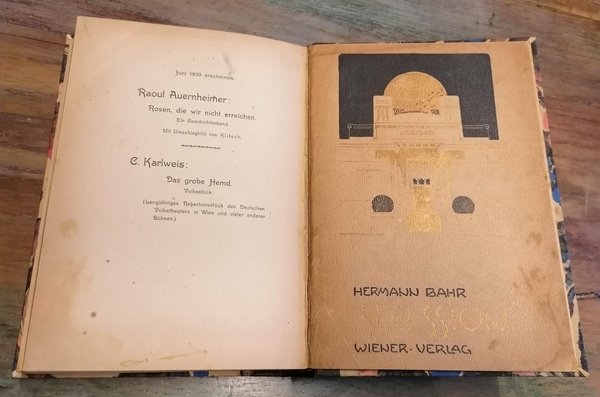 Juni 1900 erscheinen:
Raoul Auernheimer:
Rosen, die wir nicht erreichen.
Ein Geschichtenband.
Mit Umschlagbild von Klitsch.
C. Karlweis:
Das grobe Hemd.
Volksstück.
(Langjähriges Repertoirestück des Deutschen
Volkstheaters in Wien und vieler anderer
Bühnen.)
HERMANN BAHR
SECESSION
WIENER · VERLAG